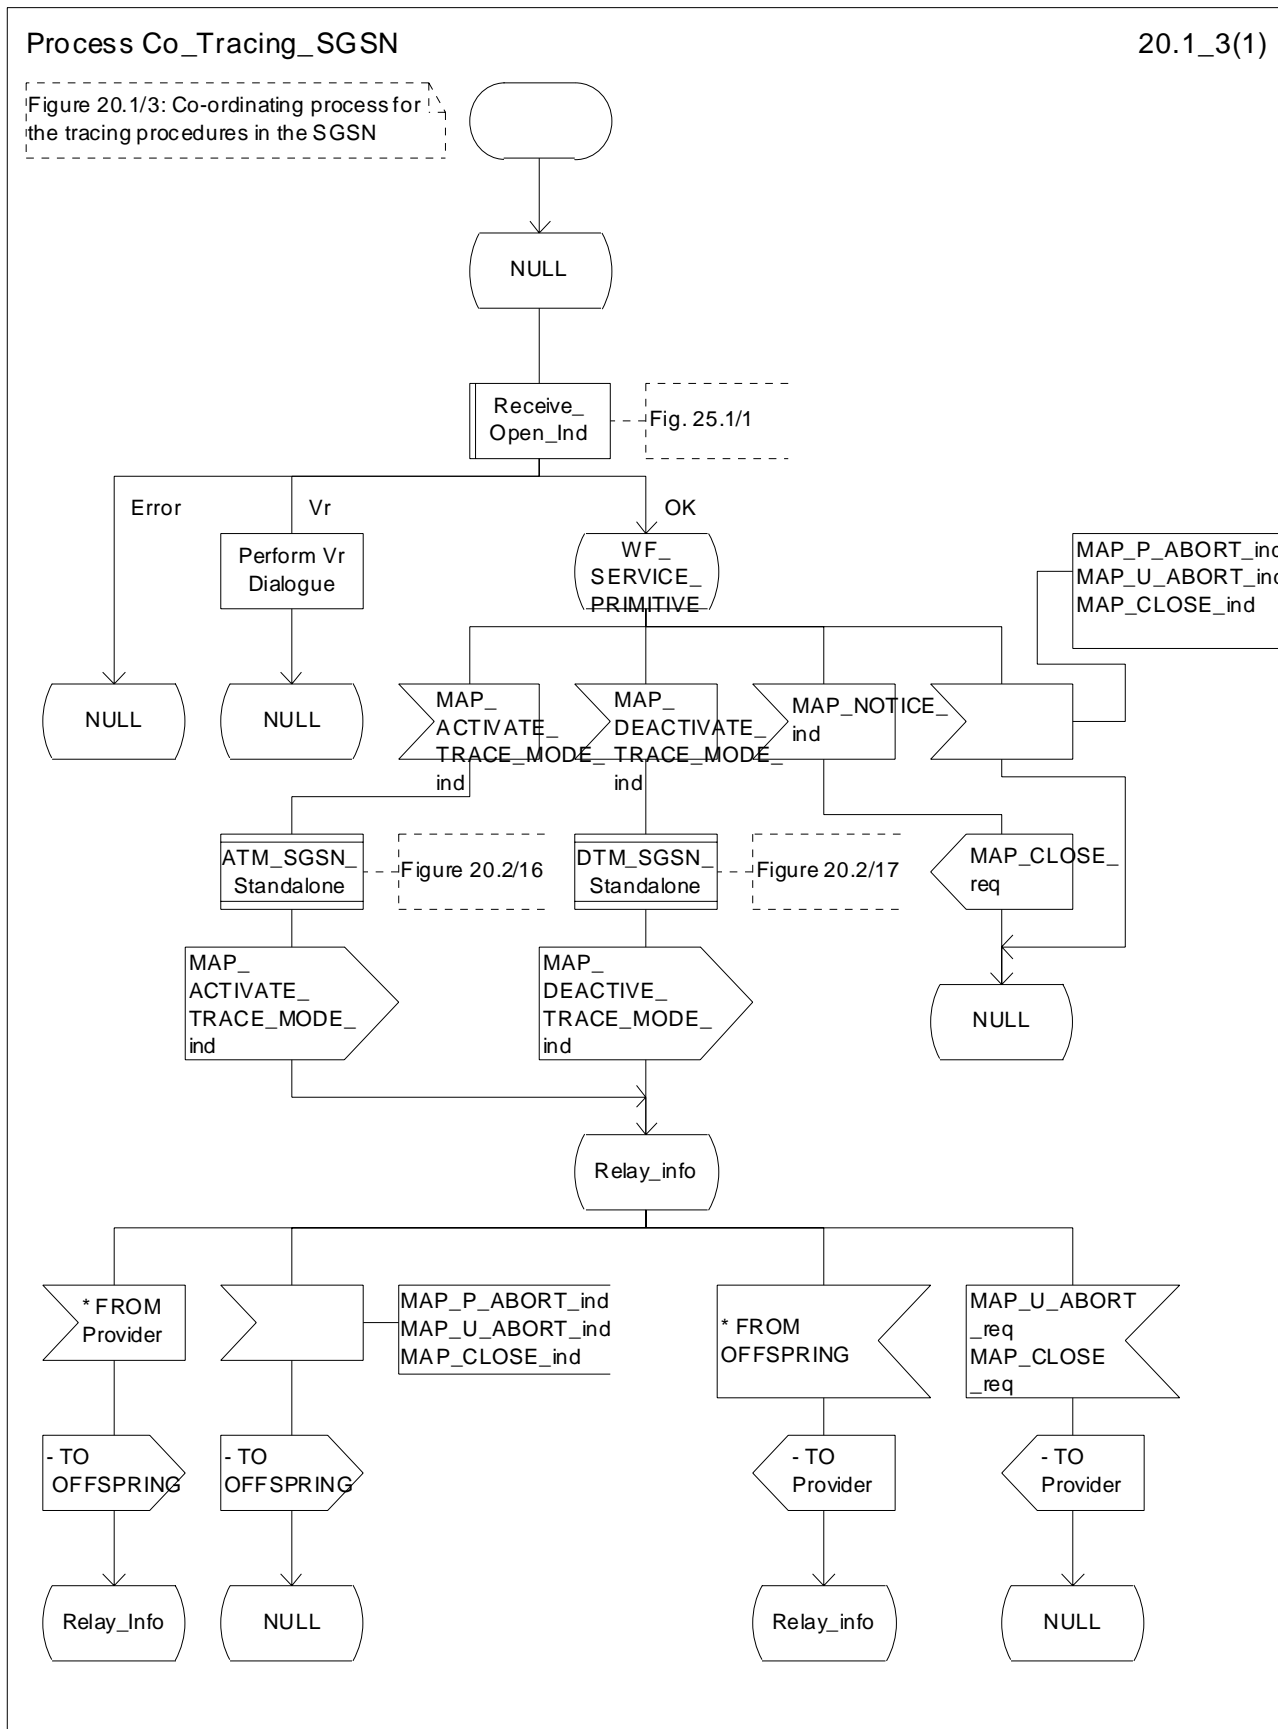 Process Co_Tracing_SGSN
20.1_3(1)
Figure 20.1/3: Co-ordinating process for
the tracing procedures in the SGSN
NULL
Receive_
Open_Ind
Fig. 25.1/1
Error
Vr
OK
Perform Vr
Dialogue
WF_
SERVICE_
PRIMITIVE
MAP_P_ABORT_ind
MAP_U_ABORT_ind
MAP_CLOSE_ind
NULL
NULL
MAP_
ACTIVATE_
TRACE_MODE_
ind
MAP_
DEACTIVATE_
TRACE_MODE_
ind
MAP_NOTICE_
ind
ATM_SGSN_
Standalone
Figure 20.2/16
DTM_SGSN_
Standalone
Figure 20.2/17
MAP_CLOSE_
req
MAP_
ACTIVATE_
TRACE_MODE_
ind
MAP_
DEACTIVE_
TRACE_MODE_
ind
NULL
Relay_info
* FROM
Provider
MAP_P_ABORT_ind
MAP_U_ABORT_ind
MAP_CLOSE_ind
* FROM
OFFSPRING
MAP_U_ABORT
_req
MAP_CLOSE
_req
- TO
OFFSPRING
- TO
OFFSPRING
- TO
Provider
- TO
Provider
Relay_Info
NULL
Relay_info
NULL